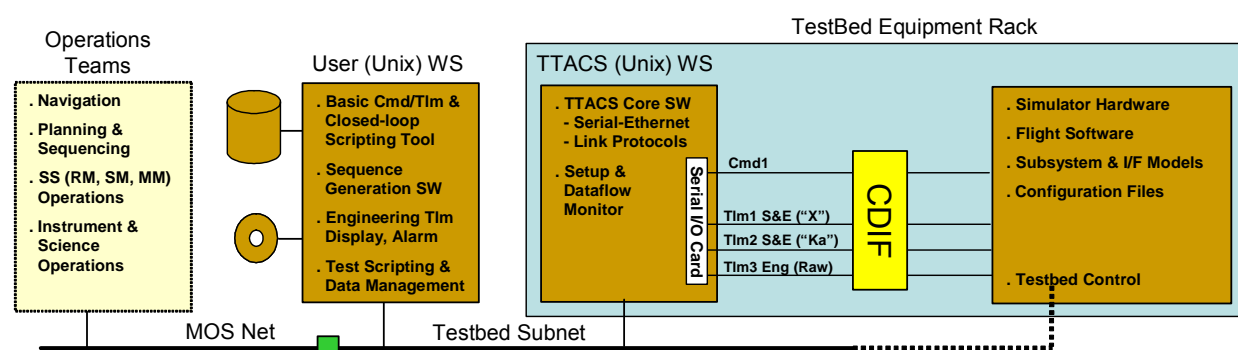 TestBed Equipment Rack
Operations
Teams
User (Unix) WS
TTACS (Unix) WS
. Navigation
. Planning &
Sequencing
. SS (RM, SM, MM)
Operations
. Instrument &
Science
Operations
. Basic Cmd/Tlm &
Closed-loop
Scripting Tool
. Sequence
Generation SW
. Engineering Tlm
Display, Alarm
. Test Scripting &
Data Management
. TTACS Core SW
- Serial-Ethernet
- Link Protocols
. Setup &
Dataflow
Monitor
Serial I/O Card
Cmd1
Tlm1 S&E (“X”)
Tlm2 S&E (“Ka”)
Tlm3 Eng (Raw)
CDIF
. Simulator Hardware
. Flight Software
. Subsystem & I/F Models
. Configuration Files
. Testbed Control
MOS Net
Testbed Subnet